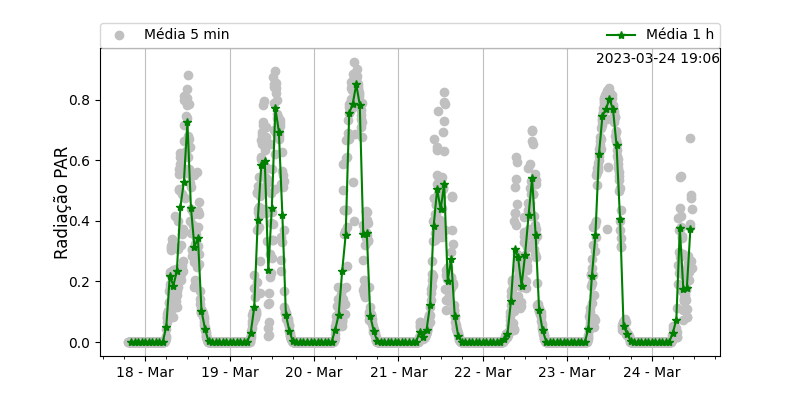 Média 5 min
Média 1 h
2023-03-24 19:06
Radiação PAR
0.8
0.6
0.4
0.2
0.0
18 - Mar
19 - Mar
20 - Mar
21 - Mar
22 - Mar
23 - Mar
24 - Mar